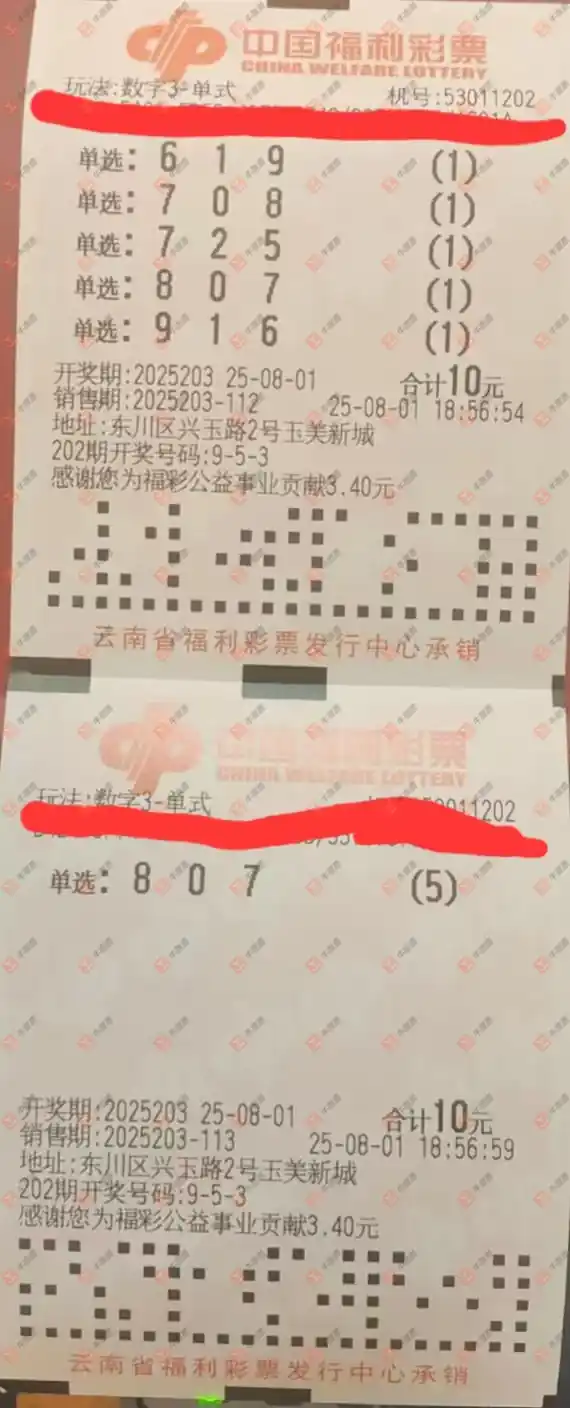 中国福利彩票
CHINA WELFARE LOTTERY
玩法:数字3-单式 机号:53011202
单选: 6 1 9 (1)
单选: 7 0 8 (1)
单选: 7 2 5 (1)
单选: 8 0 7 (1)
单选: 9 1 6 (1)
开奖期:2025203 25-08-01 合计10元
销售期:2025203-112 25-08-01 18:56:54
地址:东川区兴玉路2号玉美新城
202期开奖号码:9-5-3
感谢您为福彩公益事业贡献3.40元
云南省福利彩票发行中心承销
中国福利彩票
CHINA WELFARE LOTTERY
玩法:数字3-单式 53011202
单选: 8 0 7 (5)
开奖期:2025203 25-08-01 合计10元
销售期:2025203-113 25-08-01 18:56:59
地址:东川区兴玉路2号玉美新城
202期开奖号码:9-5-3
感谢您为福彩公益事业贡献3.40元
云南省福利彩票发行中心承销